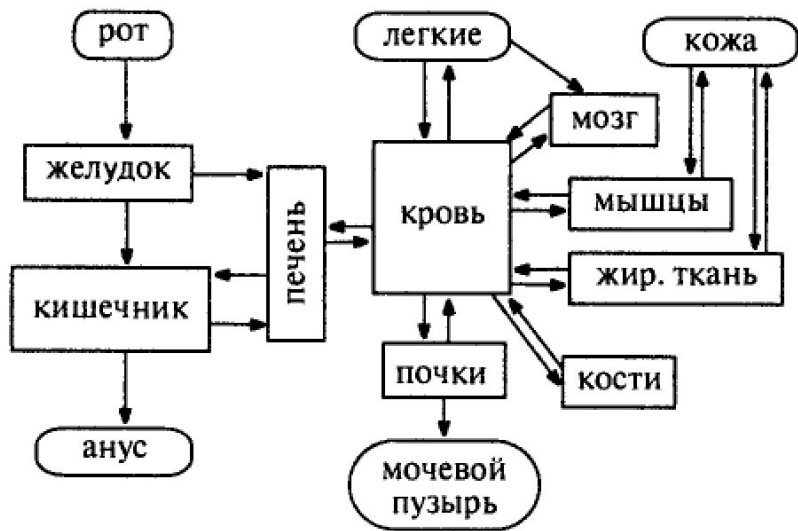 рот
легкие
кожа
мозг
желудок
печень
кровь
мышцы
кишечник
жир. ткань
почки
кости
анус
мочевой
пузырь